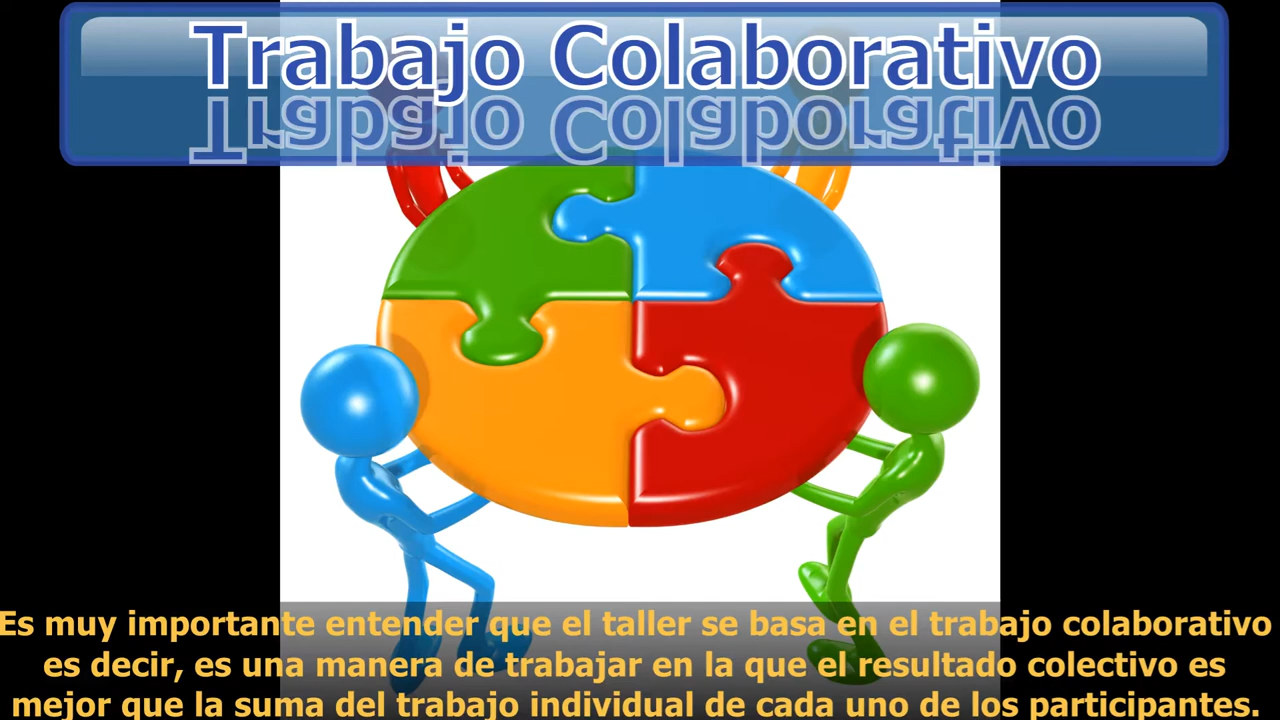 Trabajo Colaborativo
Es muy importante entender que el taller se basa en el trabajo colaborativo
es decir, es una manera de trabajar en la que el resultado colectivo es
mejor que la suma del trabajo individual de cada uno de los participantes.